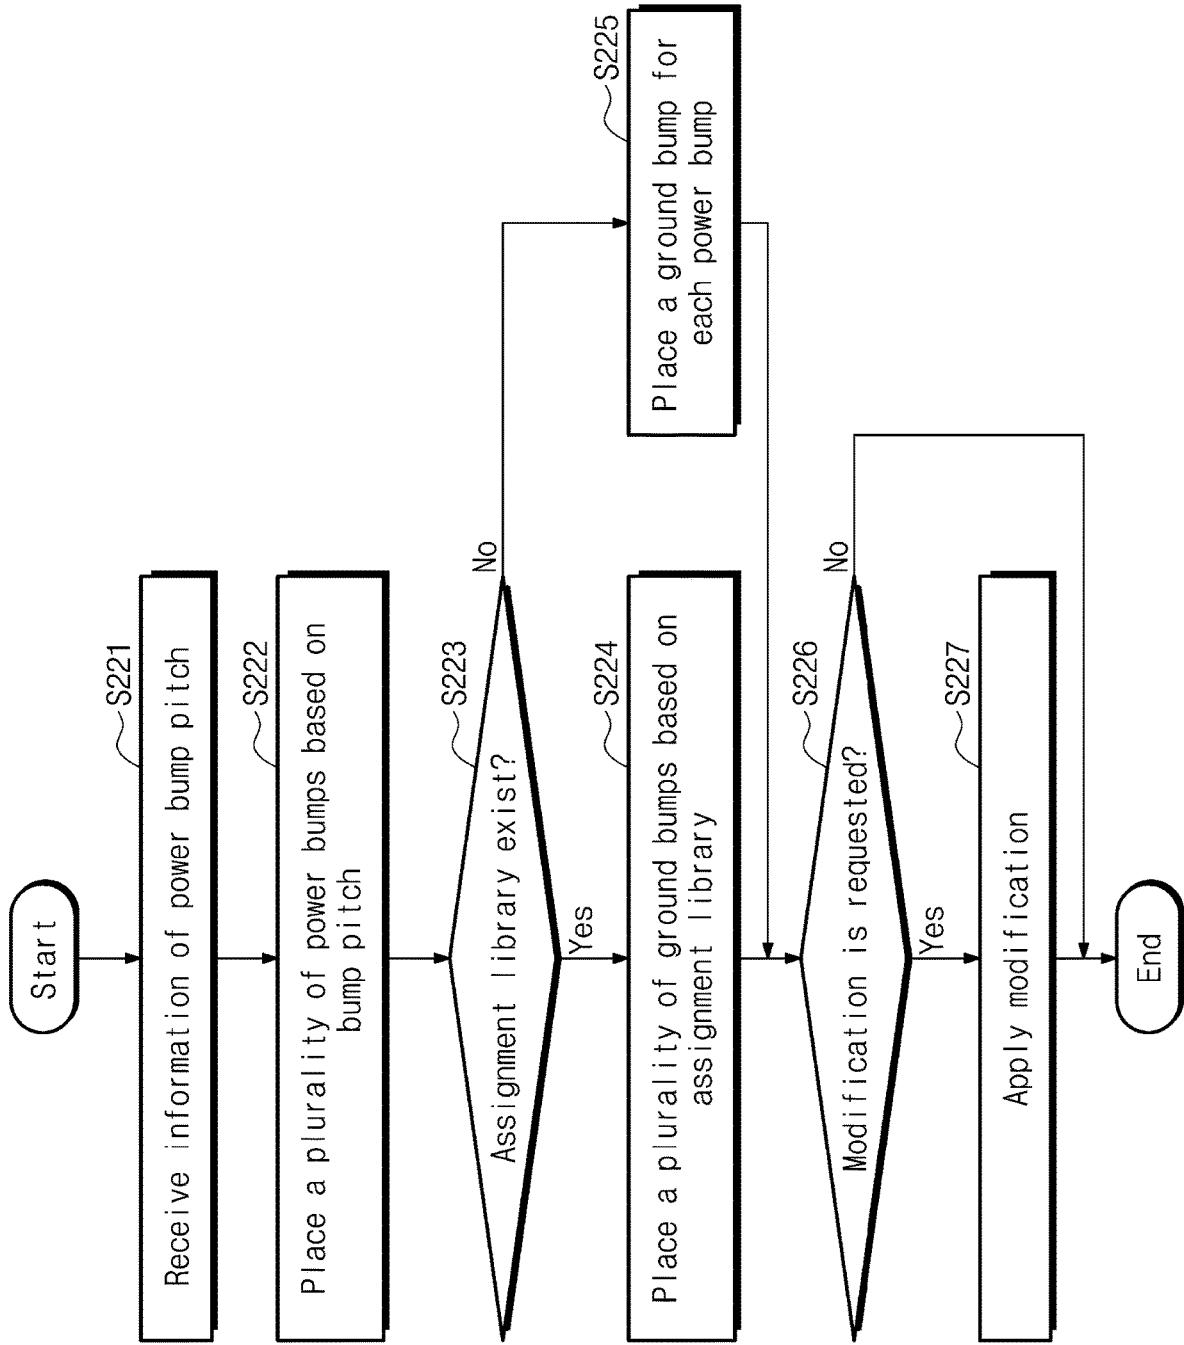 Start
S221
Receive information of power bump pitch
S222
Place a plurality of power bumps based on
bump pitch
S223
Assignment library exist?
No
Yes
S224
Place a plurality of ground bumps based on
assignment library
S225
Place a ground bump for
each power bump
S226
Modification is requested?
No
Yes
S227
Apply modification
End